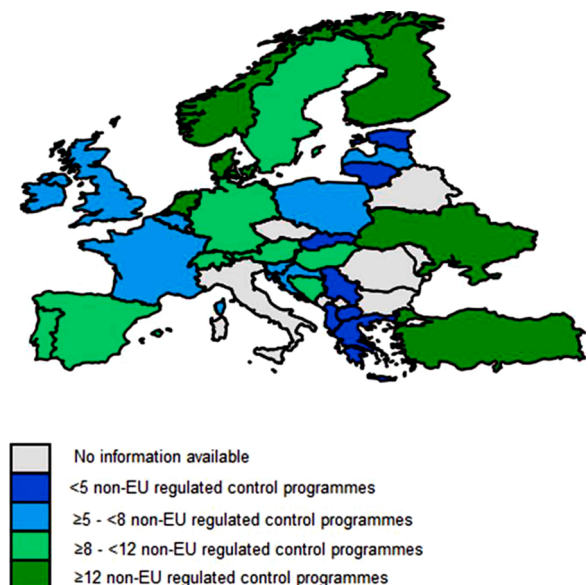 No information available
<5 non-EU regulated control programmes
≥5 - <8 non-EU regulated control programmes
≥8 - <12 non-EU regulated control programmes
≥12 non-EU regulated control programmes